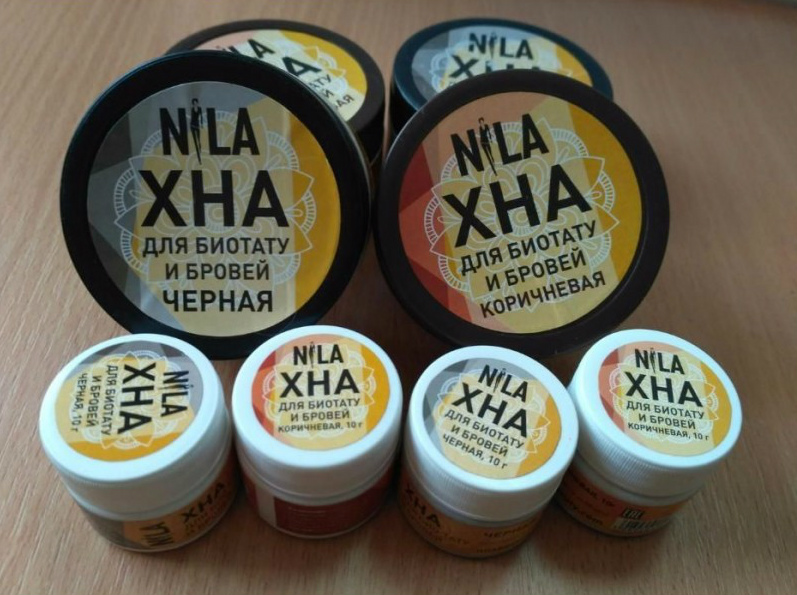 NILA
ХНА
NILA
ХНА
NILA
ХНА
ДЛЯ БИОТАТУ
И БРОВЕЙ
ЧЕРНАЯ
NILA
ХНА
ДЛЯ БИОТАТУ
И БРОВЕЙ
КОРИЧНЕВАЯ
NILA
ХНА
ДЛЯ БИОТАТУ
И БРОВЕЙ
ЧЕРНАЯ, 10 г
NILA
ХНА
ДЛЯ БИОТАТУ
И БРОВЕЙ
КОРИЧНЕВАЯ, 10 г
NILA
ХНА
ДЛЯ БИОТАТУ
И БРОВЕЙ
ЧЕРНАЯ, 10 г
NILA
ХНА
ДЛЯ БИОТАТУ
И БРОВЕЙ
КОРИЧНЕВАЯ, 10 г
ХНА
ХНА
EAC